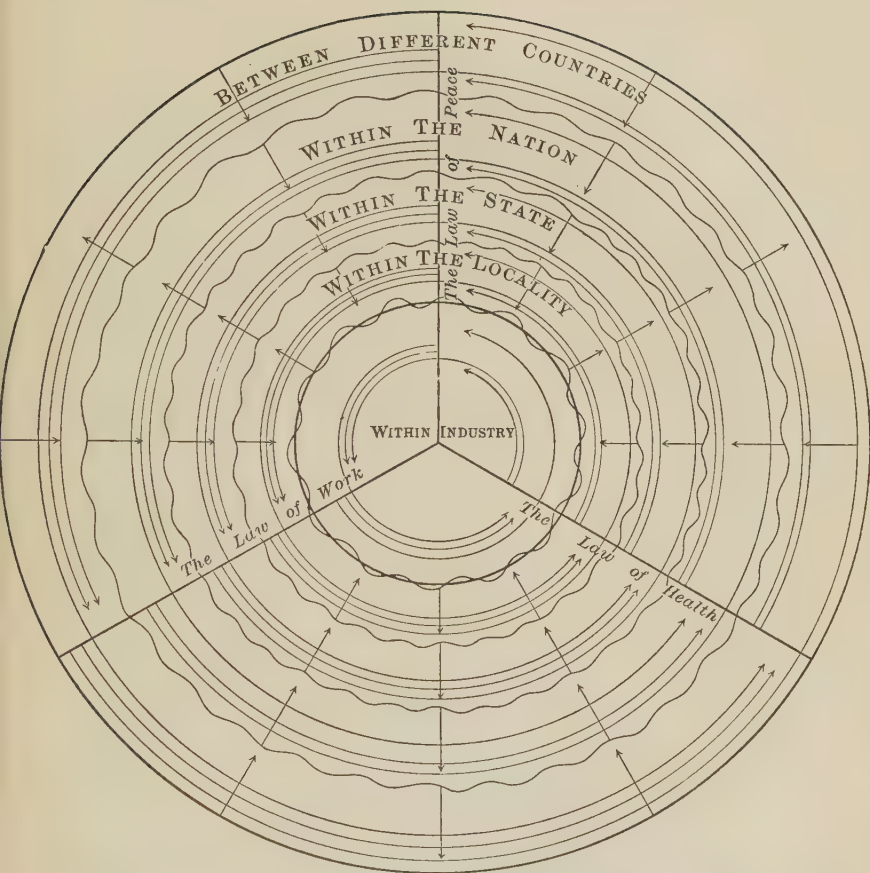 BETWEEN DIFFERENT COUNTRIES
WITHIN THE NATION
WITHIN THE STATE
WITHIN THE LOCALITY
WITHIN INDUSTRY
The Law of Peace
The Law of Work
The Law of Health